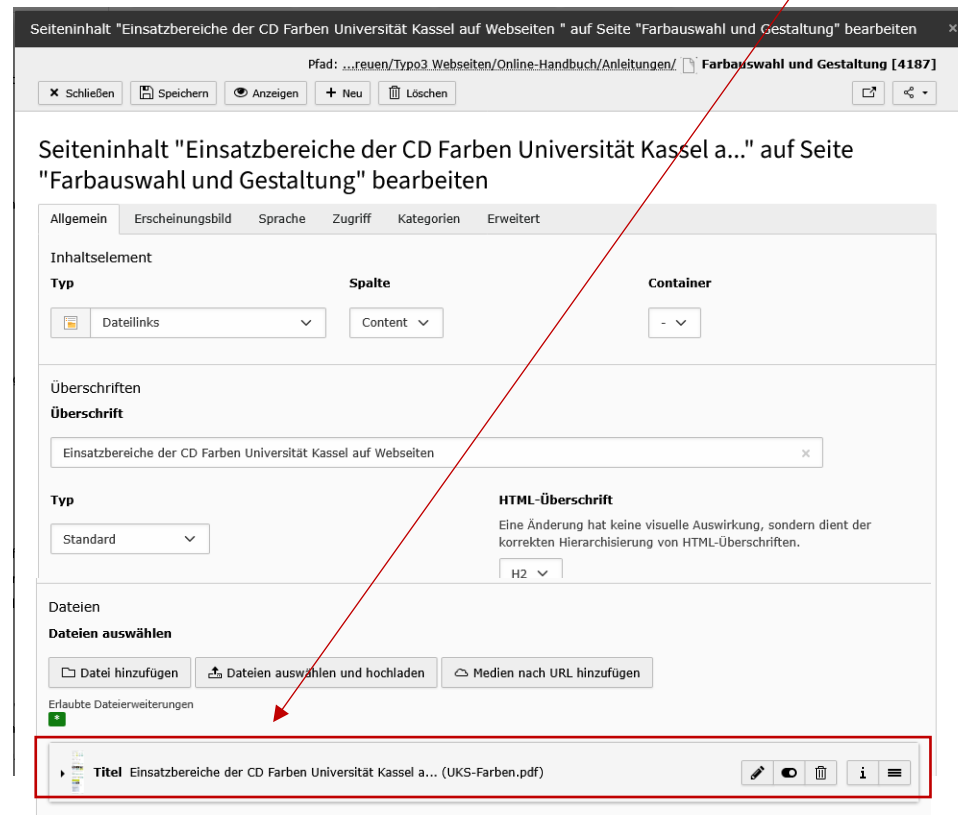 Seiteninhalt "Einsatzbereiche der CD Farben Universität Kassel auf Webseiten " auf Seite "Farbauswahl und Gestaltung" bearbeiten ×
Pfad: ...reuen/Typo3 Webseiten/Online-Handbuch/Anleitungen/ Farbauswahl und Gestaltung [4187]
Schließen Speichern Anzeigen Neu Löschen
Seiteninhalt "Einsatzbereiche der CD Farben Universität Kassel a..." auf Seite
"Farbauswahl und Gestaltung" bearbeiten
Allgemein Erscheinungsbild Sprache Zugriff Kategorien Erweitert
Inhaltselement
Typ Spalte Container
Dateilinks Content -
Überschriften
Überschrift
Einsatzbereiche der CD Farben Universität Kassel auf Webseiten ×
Typ HTML-Überschrift
Eine Änderung hat keine visuelle Auswirkung, sondern dient der
korrekten Hierarchisierung von HTML-Überschriften.
Standard H2
Dateien
Dateien auswählen
Datei hinzufügen Dateien auswählen und hochladen Medien nach URL hinzufügen
Erlaubte Dateierweiterungen
*
Titel Einsatzbereiche der CD Farben Universität Kassel a... (UKS-Farben.pdf)